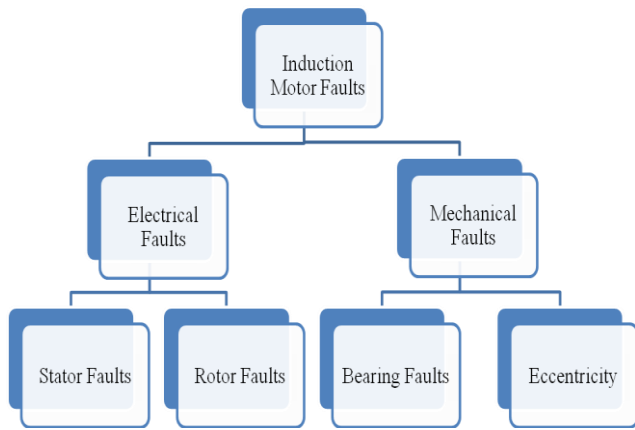 Induction
Motor Faults
Electrical
Faults
Mechanical
Faults
Stator Faults
Rotor Faults
Bearing Faults
Eccentricity